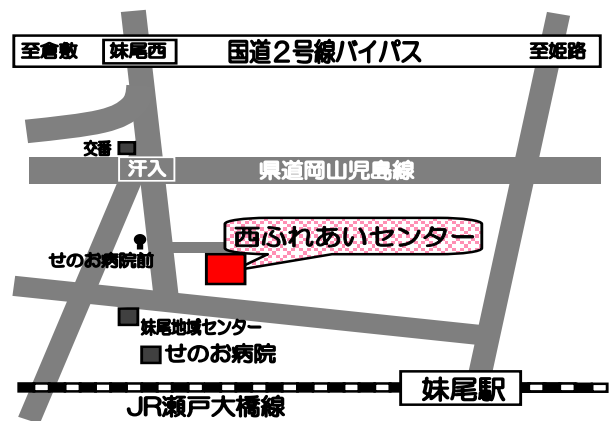 至倉敷
妹尾西
国道２号線バイパス
至姫路
交番
汗入
県道岡山児島線
西ふれあいセンター
せのお病院前
妹尾地域センター
せのお病院
妹尾駅
JR瀬戸大橋線